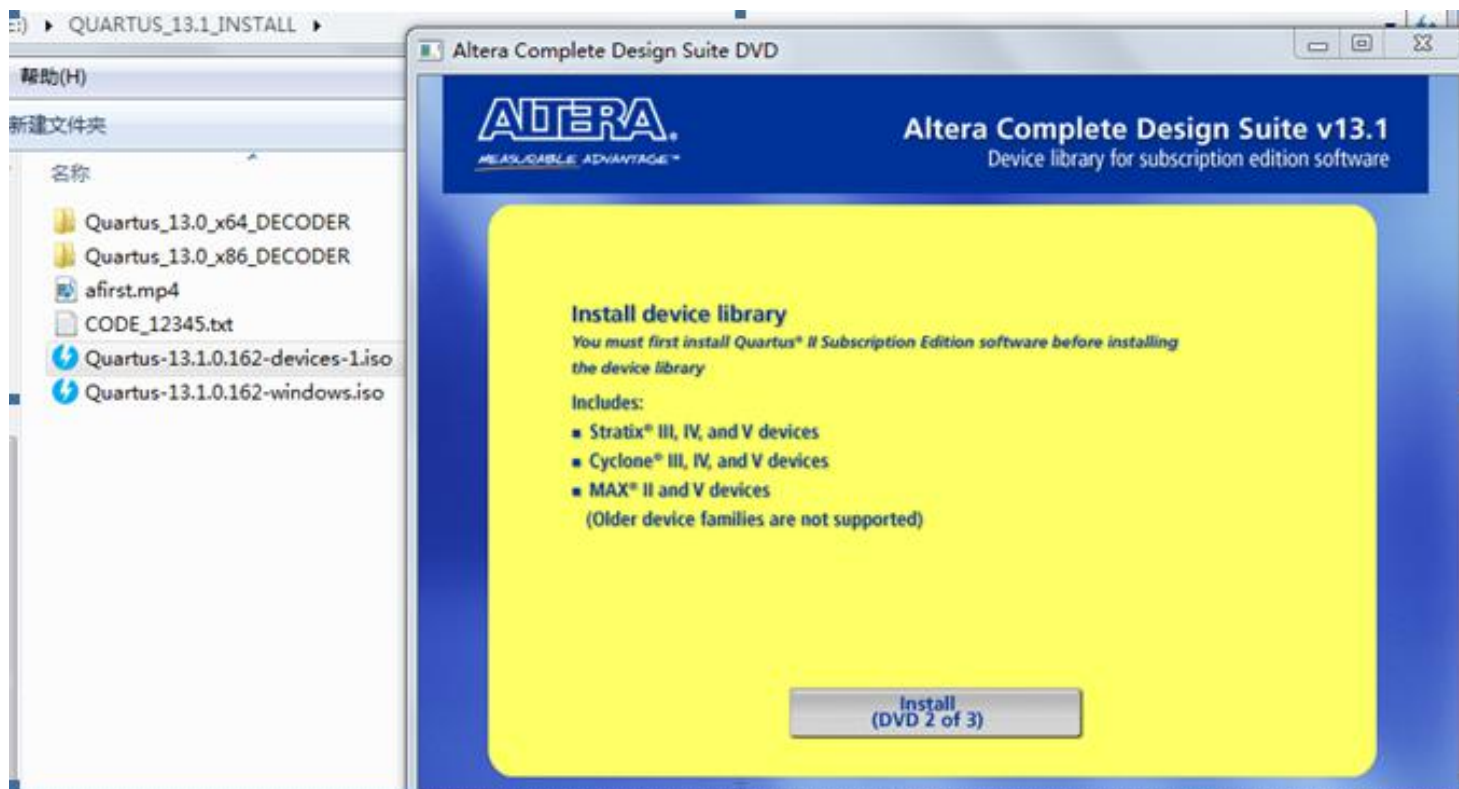 :) ▸ QUARTUS_13.1_INSTALL ▸
帮助(H)
新建文件夹
名称
Quartus_13.0_x64_DECODER
Quartus_13.0_x86_DECODER
afirst.mp4
CODE_12345.txt
Quartus-13.1.0.162-devices-1.iso
Quartus-13.1.0.162-windows.iso
Altera Complete Design Suite DVD
ALTERA.
MEASURABLE ADVANTAGE™
Altera Complete Design Suite v13.1
Device library for subscription edition software
Install device library
You must first install Quartus® II Subscription Edition software before installing
the device library
Includes:
▪ Stratix® III, IV, and V devices
▪ Cyclone® III, IV, and V devices
▪ MAX® II and V devices
(Older device families are not supported)
Install
(DVD 2 of 3)